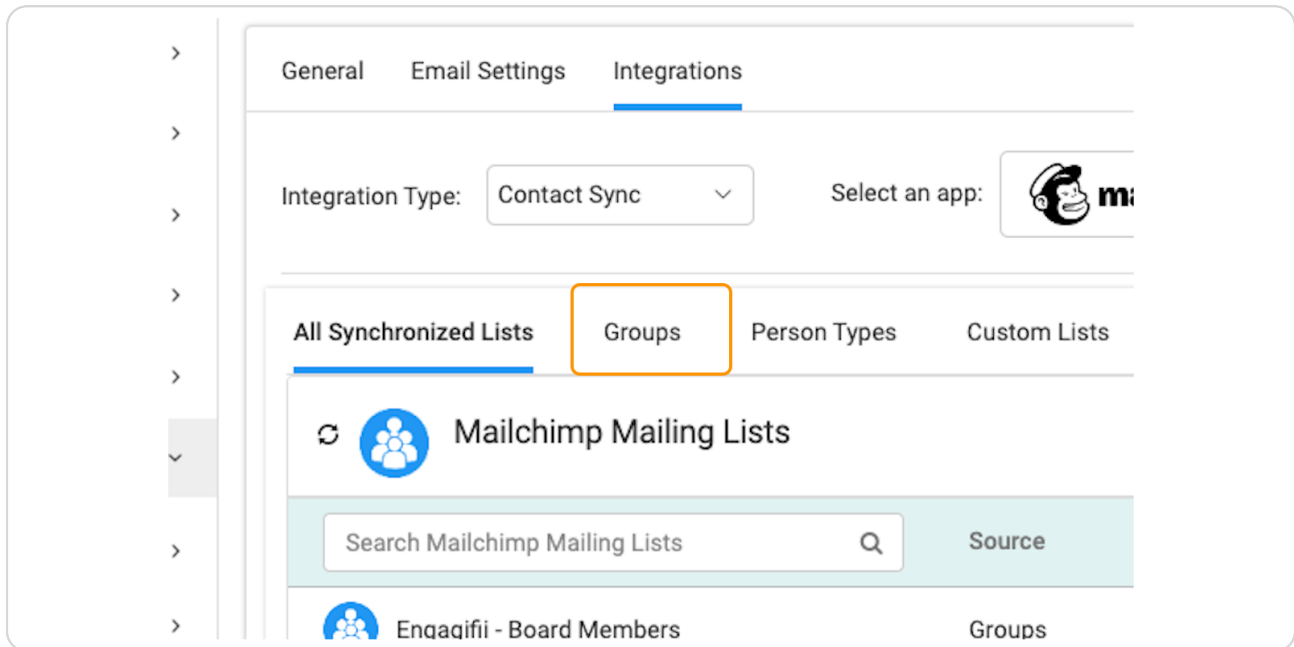 General Email Settings Integrations
Integration Type: Contact Sync Select an app:
All Synchronized Lists Groups Person Types Custom Lists
Mailchimp Mailing Lists
Search Mailchimp Mailing Lists Source
Engagifii - Board Members Groups